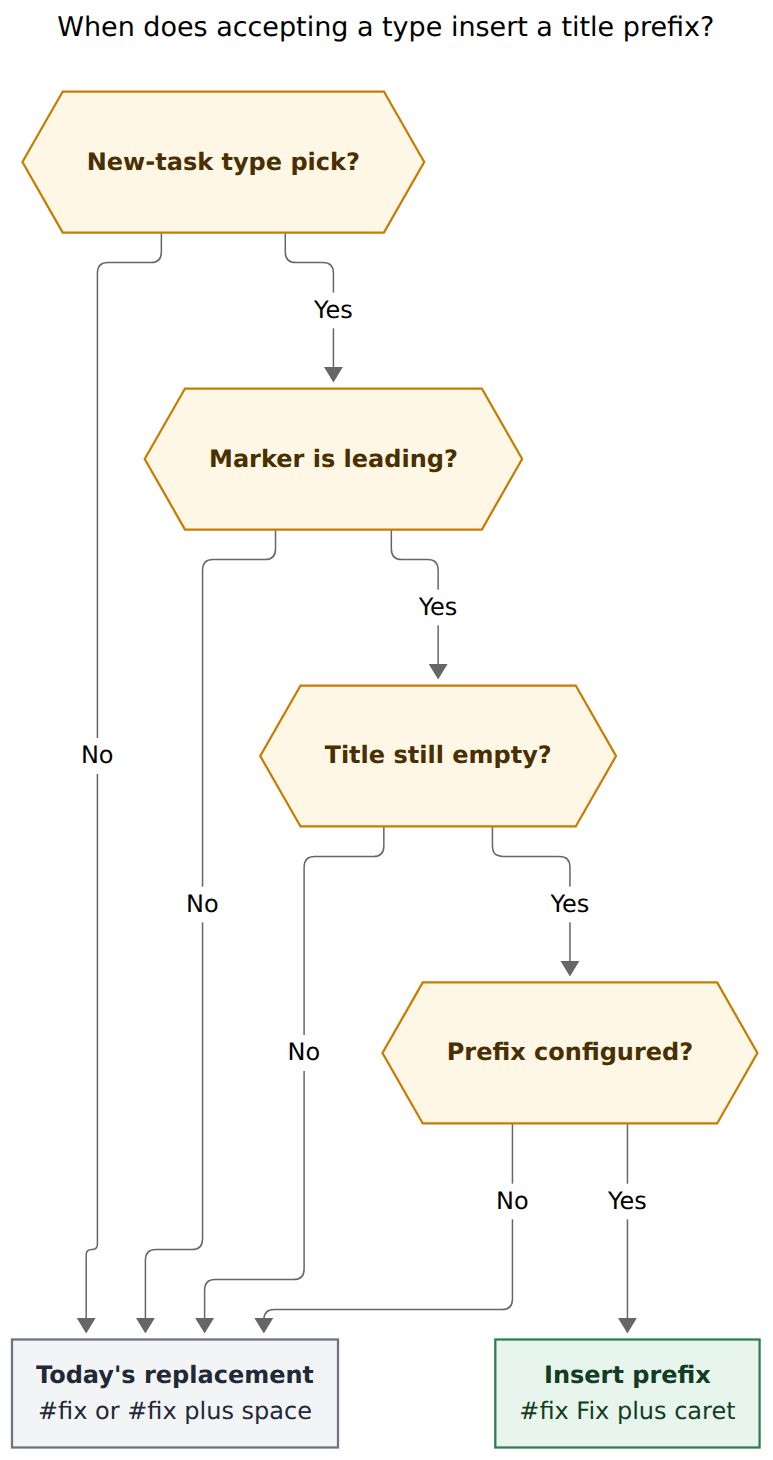 When does accepting a type insert a title prefix?
New-task type pick?
Yes
Marker is leading?
Yes
Title still empty?
No
No
Yes
No
Prefix configured?
No
Yes
Today's replacement
#fix or #fix plus space
Insert prefix
#fix Fix plus caret